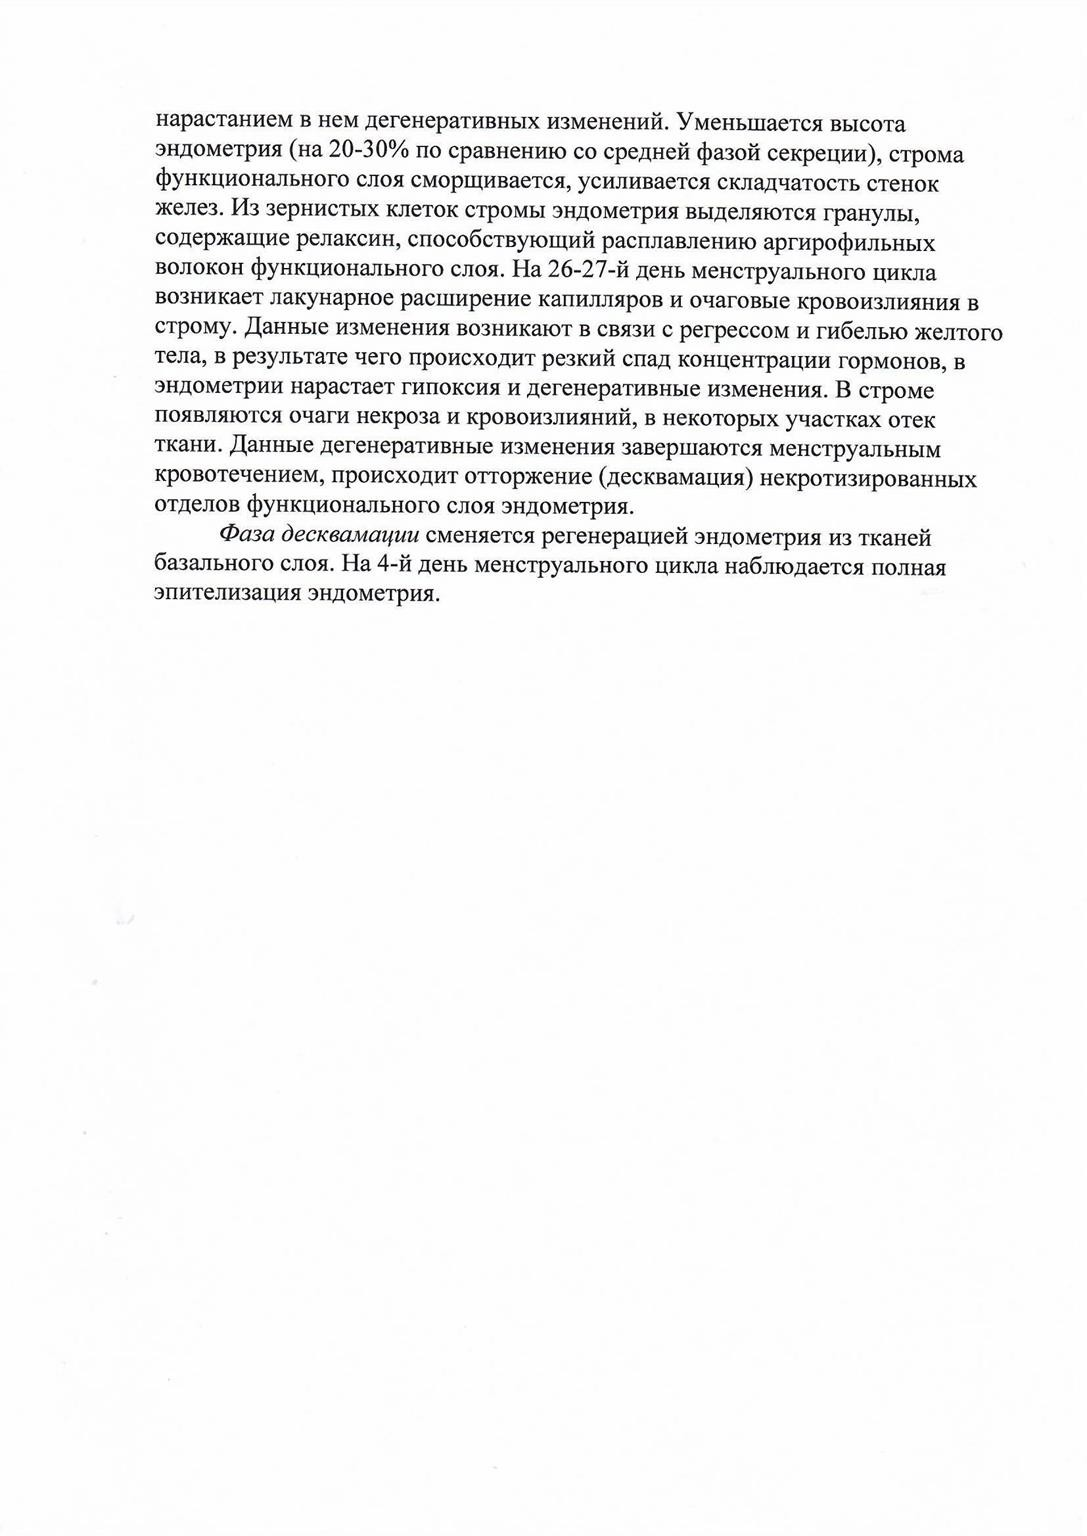 нарастанием в нем дегенеративных изменений. Уменьшается высота
эндометрия (на 20-30% по сравнению со средней фазой секреции), строма
функционального слоя сморщивается, усиливается складчатость стенок
желез. Из зернистых клеток стромы эндометрия выделяются гранулы,
содержащие релаксин, способствующий расплавлению аргирофильных
волокон функционального слоя. На 26-27-й день менструального цикла
возникает лакунарное расширение капилляров и очаговые кровоизлияния в
строму. Данные изменения возникают в связи с регрессом и гибелью желтого
тела, в результате чего происходит резкий спад концентрации гормонов, в
эндометрии нарастает гипоксия и дегенеративные изменения. В строме
появляются очаги некроза и кровоизлияний, в некоторых участках отек
ткани. Данные дегенеративные изменения завершаются менструальным
кровотечением, происходит отторжение (десквамация) некротизированных
отделов функционального слоя эндометрия.
Фаза десквамации сменяется регенерацией эндометрия из тканей
базального слоя. На 4-й день менструального цикла наблюдается полная
эпителизация эндометрия.